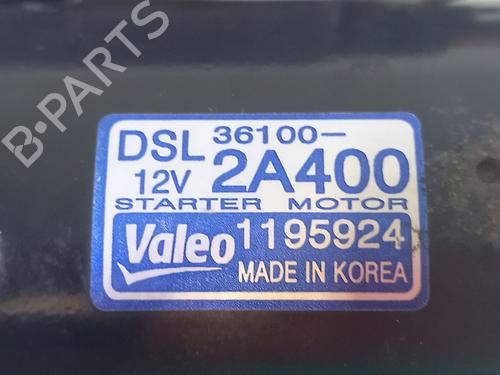 B-PARTS
DSL 36100-
12V 2A400
STARTER MOTOR
Valeo 1195924
MADE IN KOREA